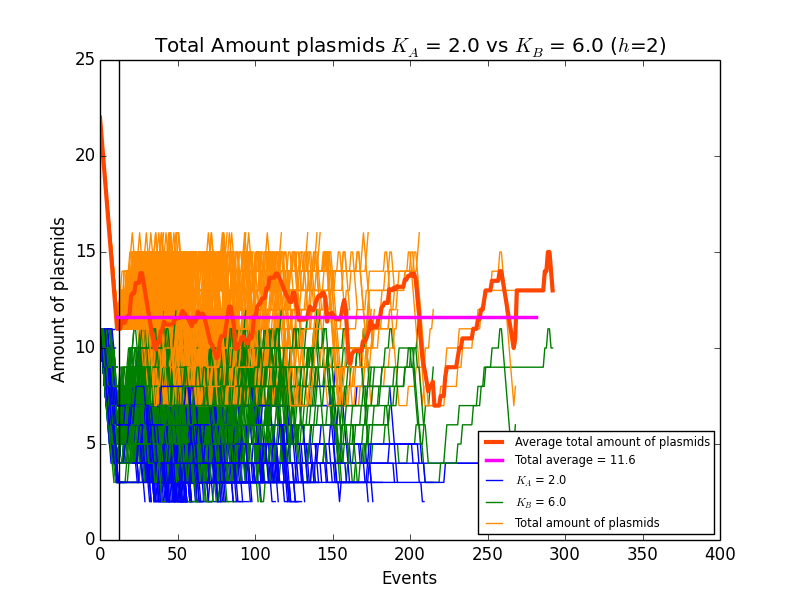 Total Amount plasmids K_A = 2.0 vs K_B = 6.0 (h=2)
25
20
15
10
5
0
Amount of plasmids
Average total amount of plasmids
Total average = 11.6
K_A = 2.0
K_B = 6.0
Total amount of plasmids
0 50 100 150 200 250 300 350 400
Events